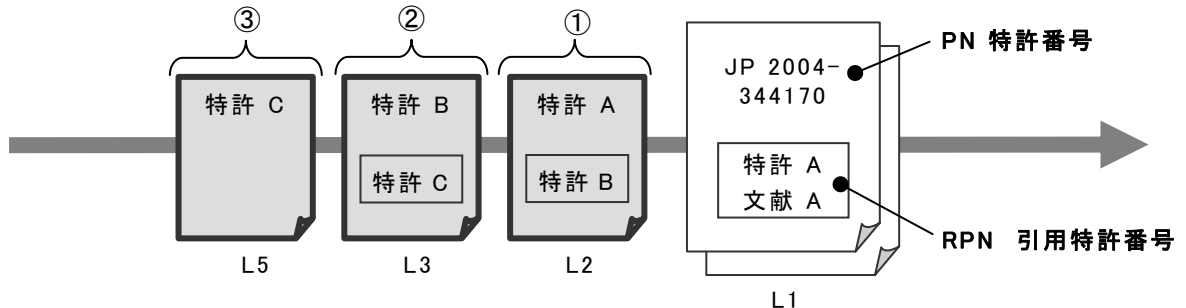 ③ ② ①
PN 特許番号
JP 2004-
344170
特許 C 特許 B 特許 A
特許 C 特許 B 特許 A
文献 A
RPN 引用特許番号
L5 L3 L2
L1